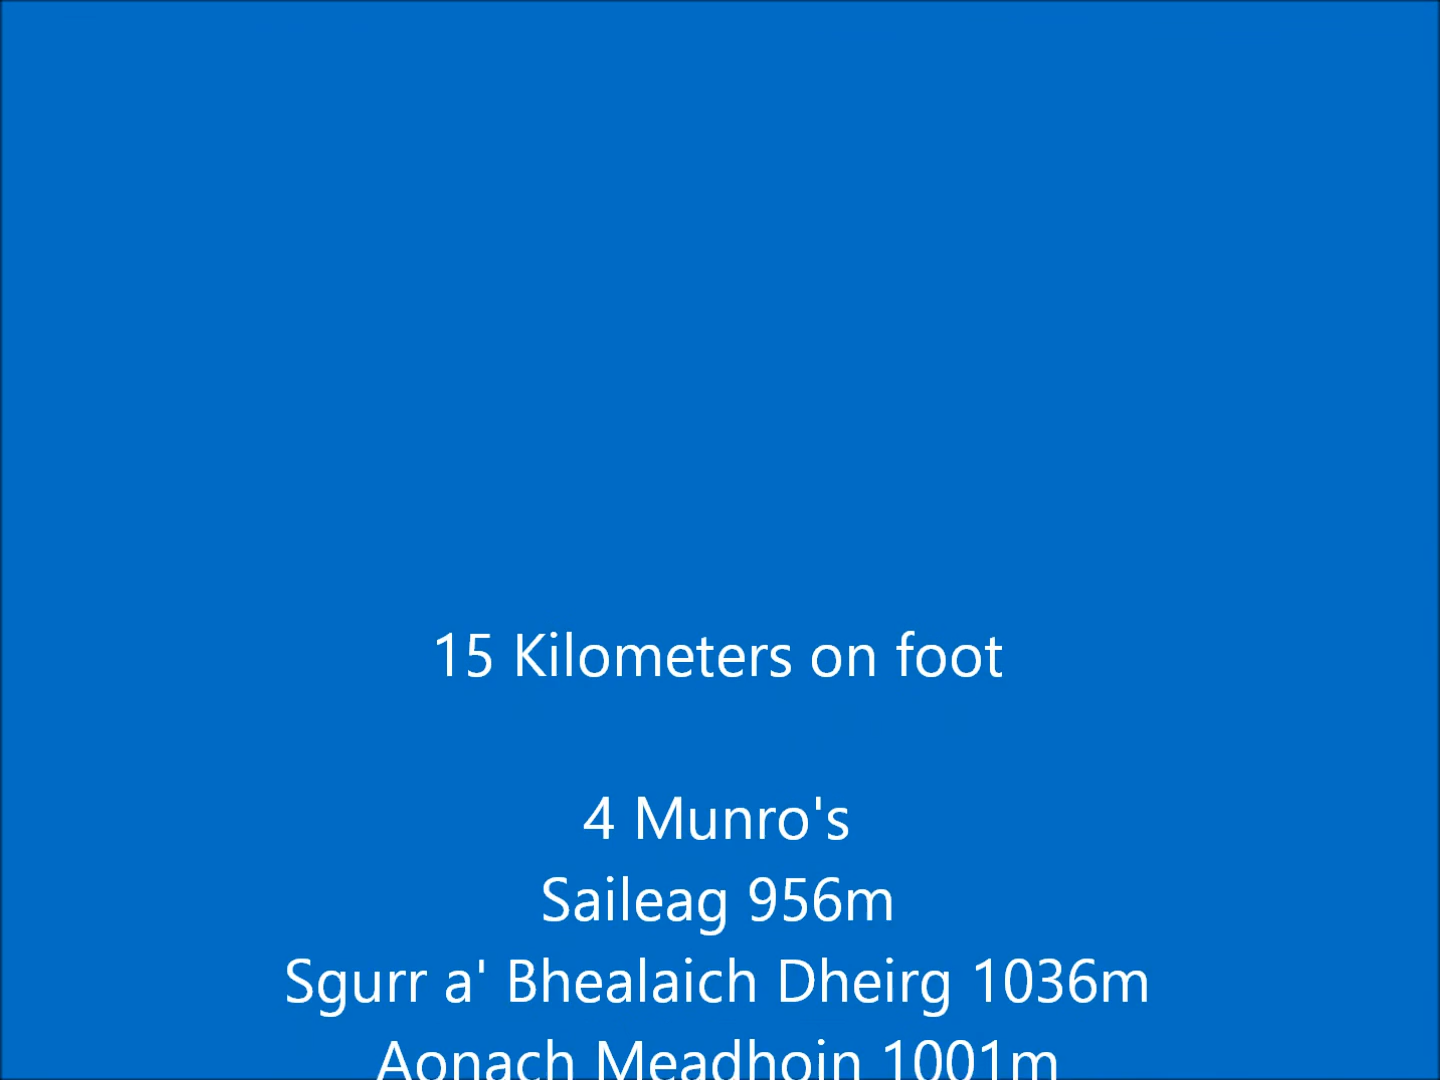 15 Kilometers on foot
4 Munro's
Saileag 956m
Sgurr a' Bhealaich Dheirg 1036m
Aonach Meadhoin 1001m